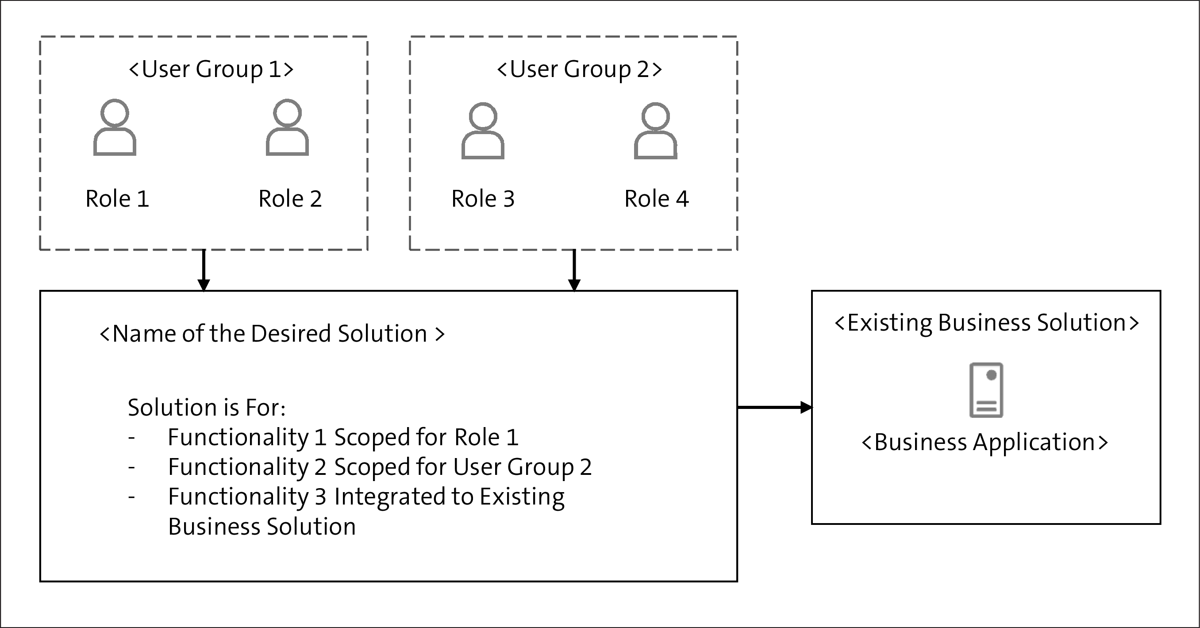 <User Group 1>
Role 1
Role 2
<User Group 2>
Role 3
Role 4
<Name of the Desired Solution >
Solution is For:
- Functionality 1 Scoped for Role 1
- Functionality 2 Scoped for User Group 2
- Functionality 3 Integrated to Existing
Business Solution
<Existing Business Solution>
<Business Application>